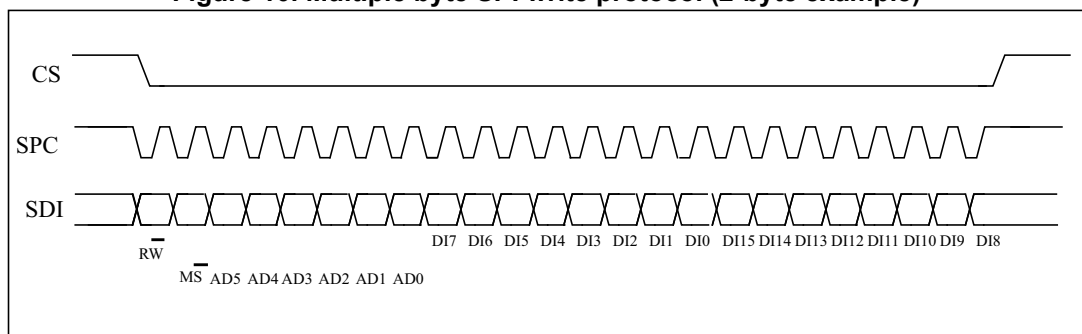 Figure 10. Multiple byte SPI write protocol (2-byte example)
CS
SPC
SDI
DI7 DI6 DI5 DI4 DI3 DI2 DI1 DI0 DI15 DI14 DI13 DI12 DI11 DI10 DI9 DI8
RW
MS AD5 AD4 AD3 AD2 AD1 AD0